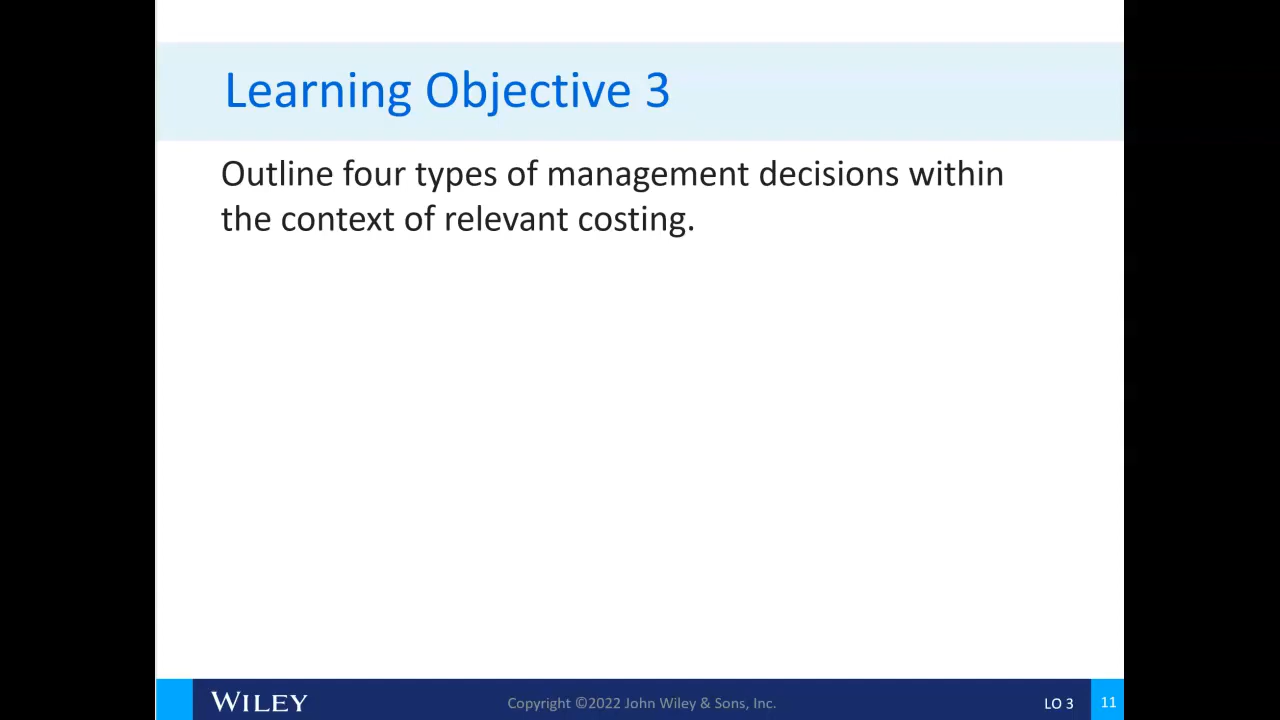 Learning Objective 3
Outline four types of management decisions within
the context of relevant costing.
WILEY
Copyright ©2022 John Wiley & Sons, Inc.
LO 3
11